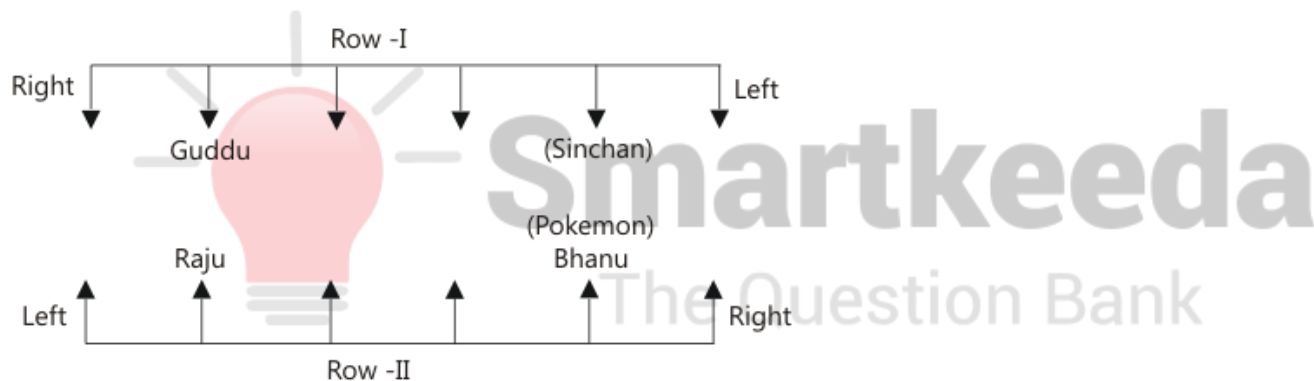 Row -I
Right
Left
Guddu
(Sinchan)
Smartkeeda
(Pokemon)
Raju
Bhanu
The Question Bank
Left
Right
Row -II